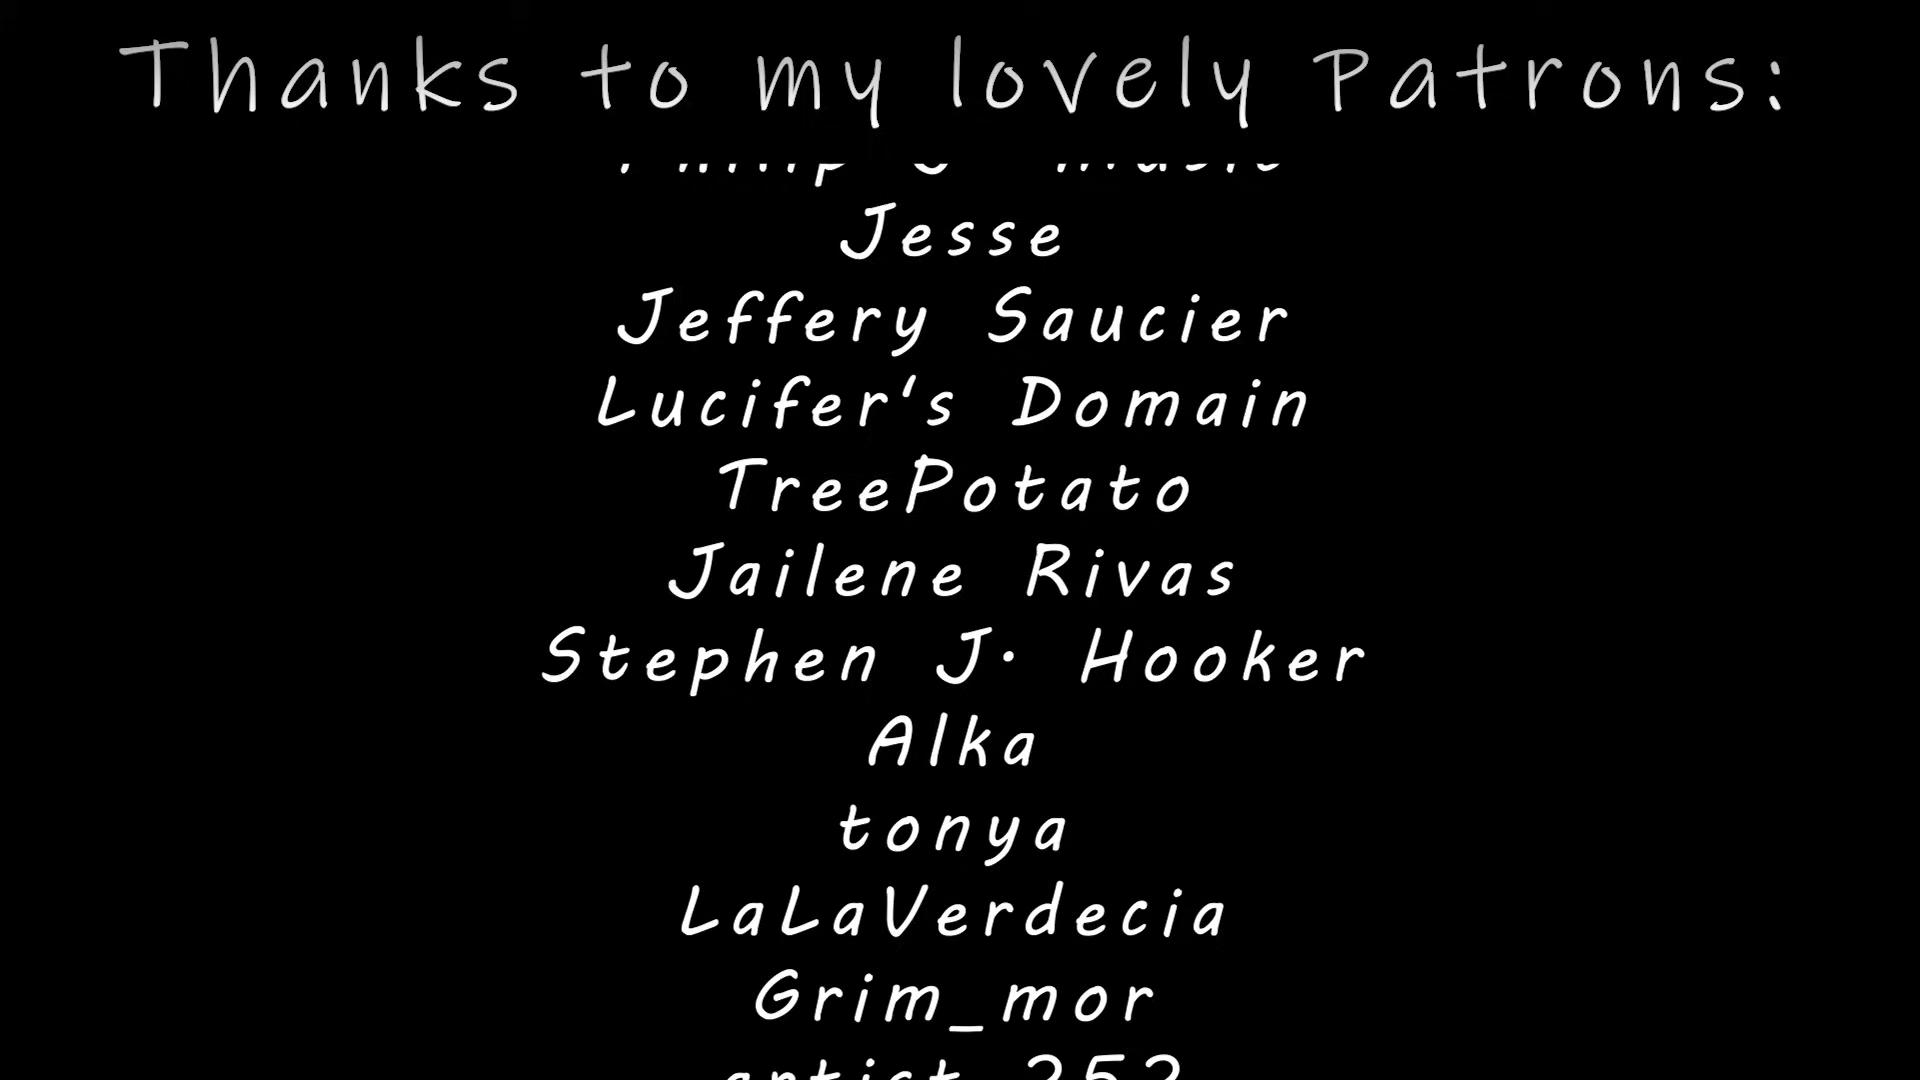 Thanks to my lovely Patrons:
Jesse
Jeffery Saucier
Lucifer's Domain
TreePotato
Jailene Rivas
Stephen J. Hooker
Alka
tonya
LaLaVerdecia
Grim_mor